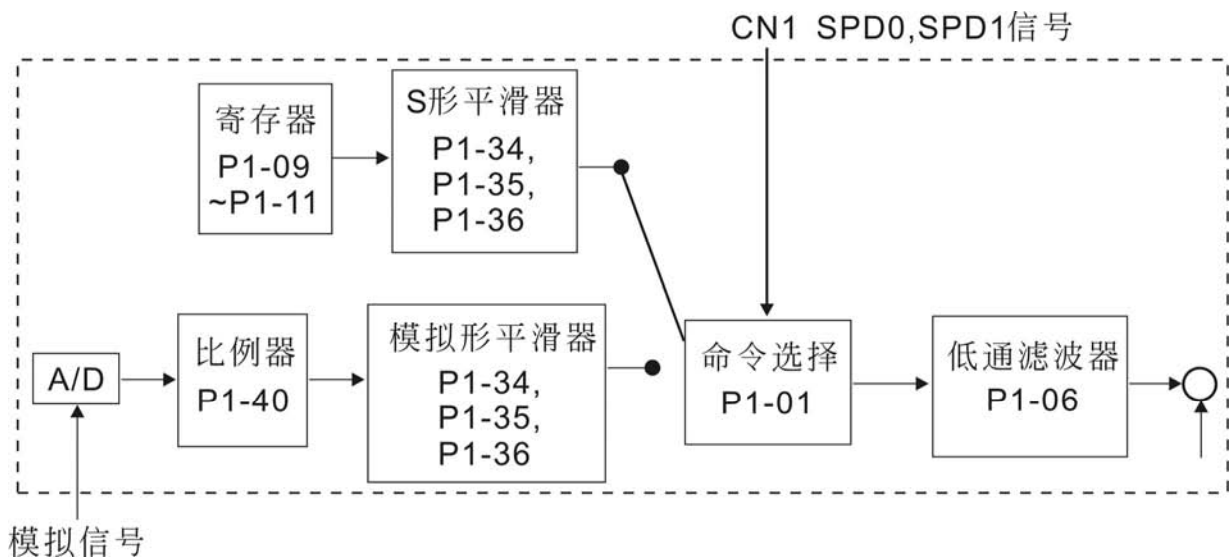 CN1 SPD0,SPD1信号
寄存器
P1-09
~P1-11
S形平滑器
P1-34,
P1-35,
P1-36
A/D
比例器
P1-40
模拟形平滑器
P1-34,
P1-35,
P1-36
命令选择
P1-01
低通滤波器
P1-06
模拟信号